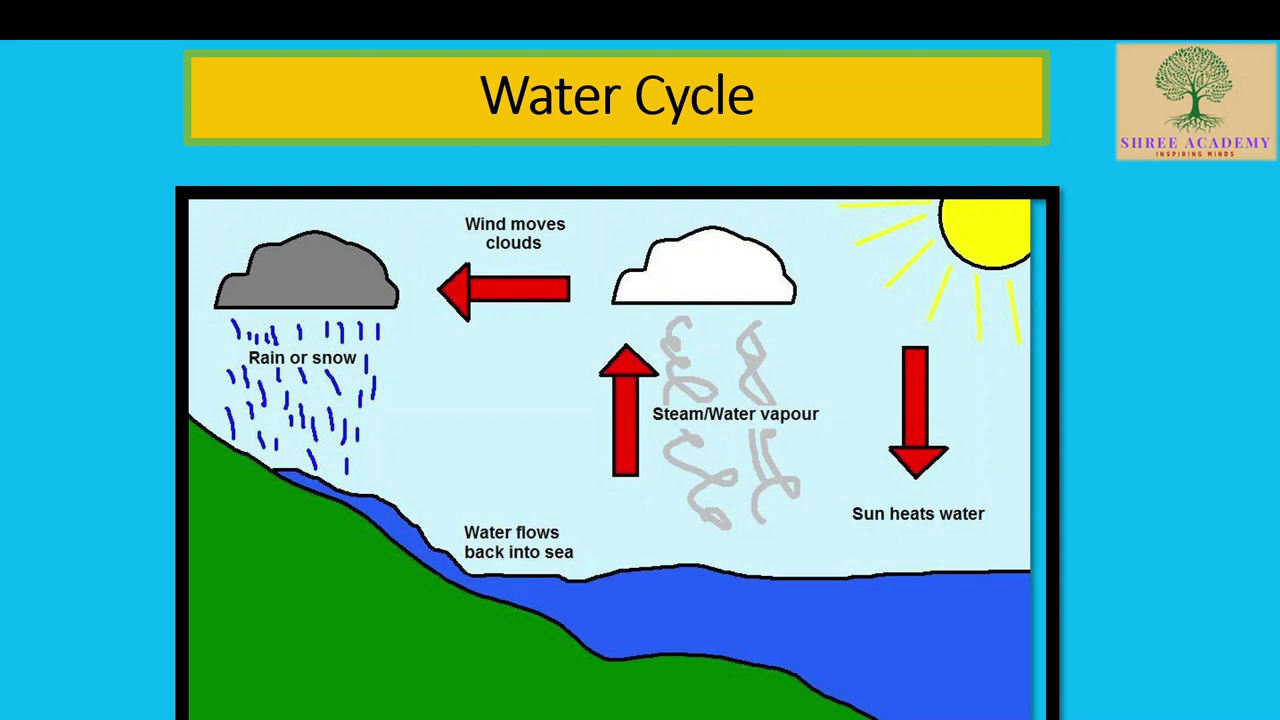 Water Cycle
SHREE ACADEMY
INSPIRING MINDS
Wind moves
clouds
Rain or snow
Steam/Water vapour
Sun heats water
Water flows
back into sea